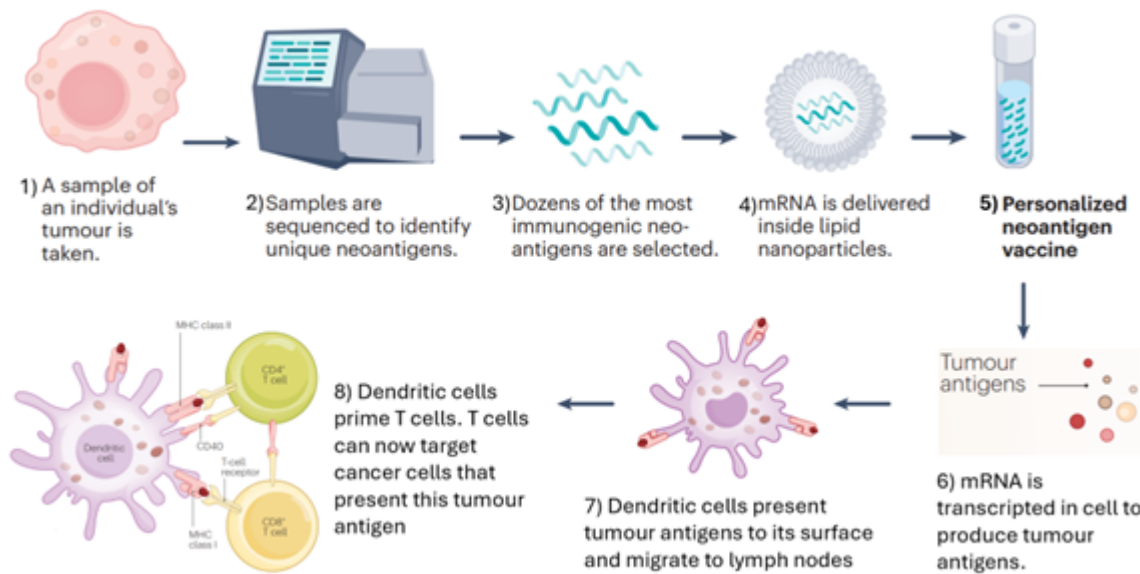 1) A sample of
an individual's
tumour is
taken.
2) Samples are
sequenced to identify
unique neoantigens.
3) Dozens of the most
immunogenic neo-
antigens are selected.
4) mRNA is delivered
inside lipid
nanoparticles.
5) Personalized
neoantigen
vaccine
Tumour
antigens
6) mRNA is
transcripted in cell to
produce tumour
antigens.
7) Dendritic cells present
tumour antigens to its surface
and migrate to lymph nodes
8) Dendritic cells
prime T cells. T cells
can now target
cancer cells that
present this tumour
antigen
MHC class II
CD4+
T cell
Dendritic
cell
CD40
T-cell
receptor
CD8+
T cell
MHC
class I